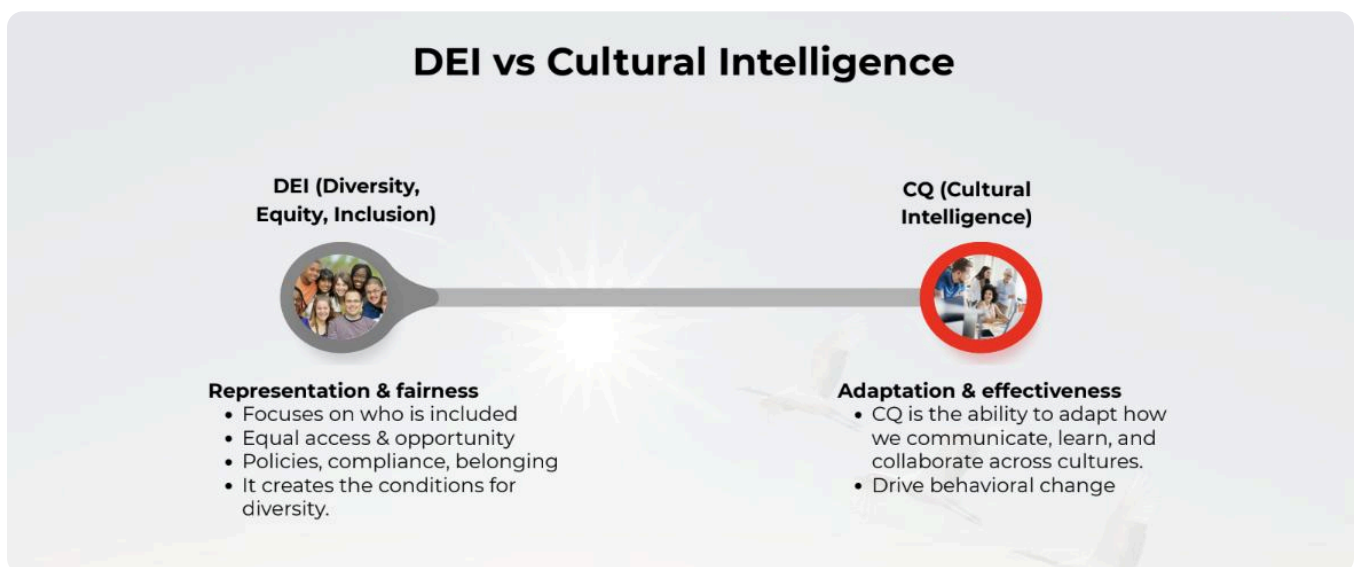 DEI vs Cultural Intelligence
DEI (Diversity,
Equity, Inclusion)
CQ (Cultural
Intelligence)
Representation & fairness
• Focuses on who is included
• Equal access & opportunity
• Policies, compliance, belonging
• It creates the conditions for
diversity.
Adaptation & effectiveness
• CQ is the ability to adapt how
we communicate, learn, and
collaborate across cultures.
• Drive behavioral change